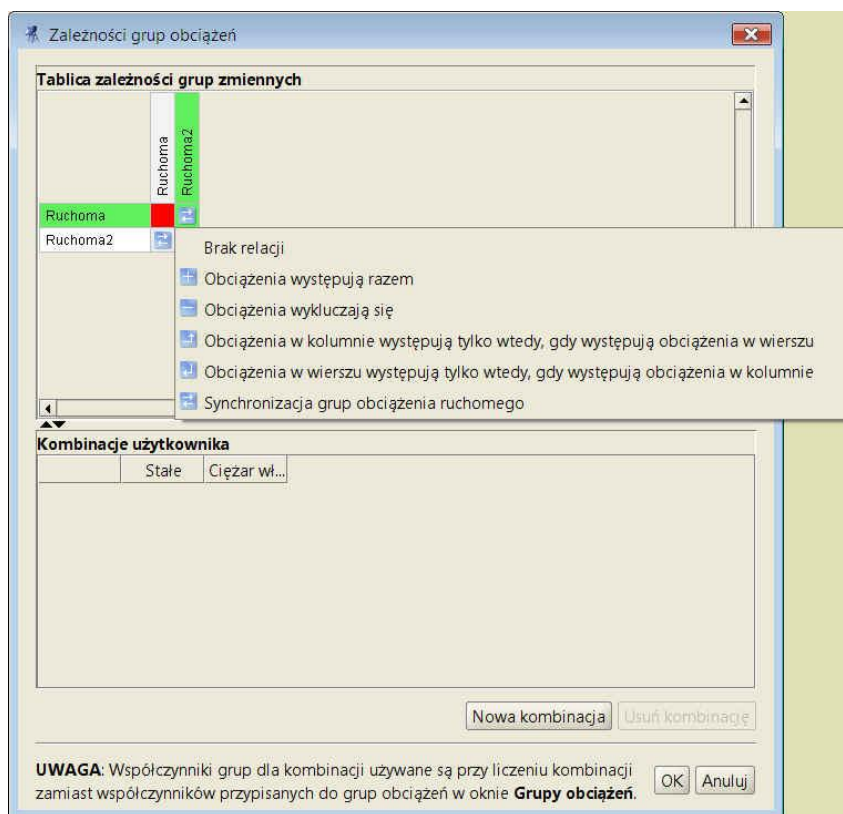 Zależności grup obciążeń
Tablica zależności grup zmiennych
Ruchoma
Ruchoma2
Ruchoma
Ruchoma2
Brak relacji
Obciążenia występują razem
Obciążenia wykluczają się
Obciążenia w kolumnie występują tylko wtedy, gdy występują obciążenia w wierszu
Obciążenia w wierszu występują tylko wtedy, gdy występują obciążenia w kolumnie
Synchronizacja grup obciążenia ruchomego
Kombinacje użytkownika
Stałe Ciężar wł...
Nowa kombinacja Usuń kombinację
UWAGA: Współczynniki grup dla kombinacji używane są przy liczeniu kombinacji
zamiast współczynników przypisanych do grup obciążeń w oknie Grupy obciążeń.
OK Anuluj